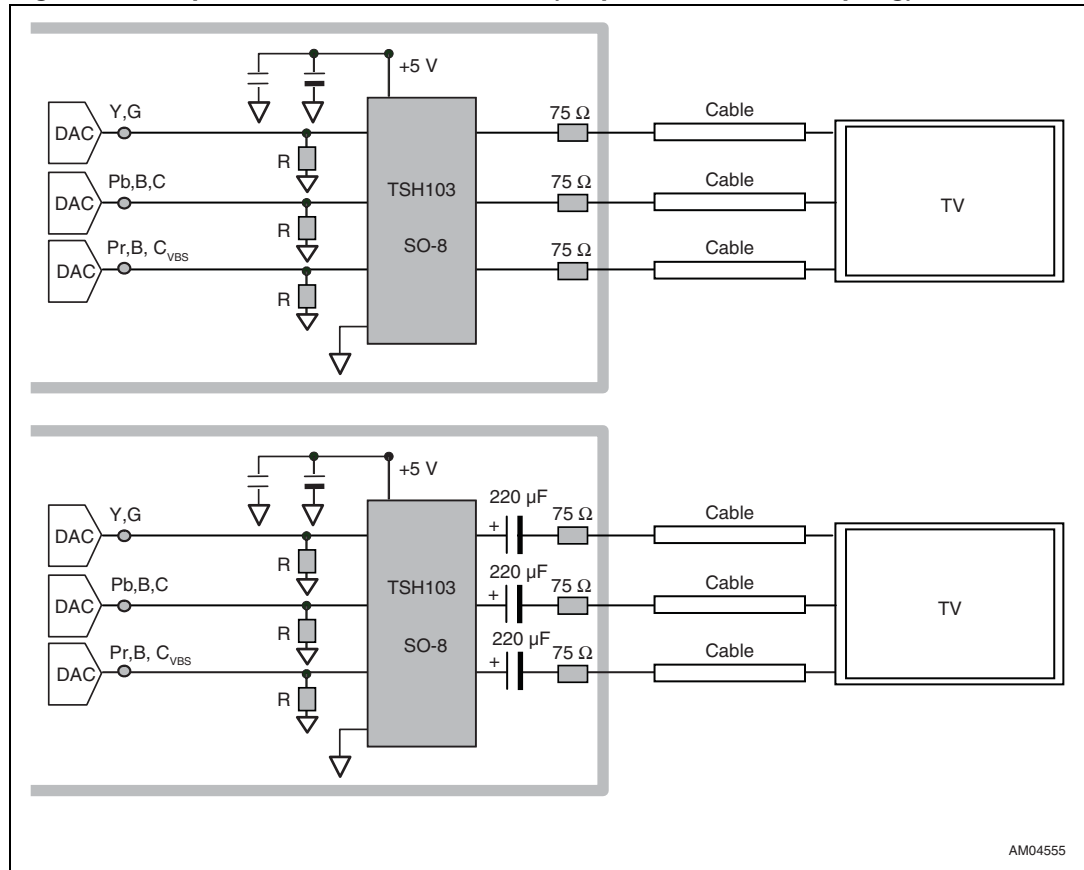 +5 V
Y,G
75 Ω
Cable
DAC
R
Pb,B,C
75 Ω
Cable
DAC
TSH103
TV
R
Pr,B, CVBS
SO-8
75 Ω
Cable
DAC
R
+5 V
220 µF
Y,G
75 Ω
Cable
DAC
+
R
220 µF
Pb,B,C
75 Ω
Cable
DAC
TSH103
+
TV
R
220 µF
Pr,B, CVBS
SO-8
75 Ω
Cable
DAC
+
R
AM04555